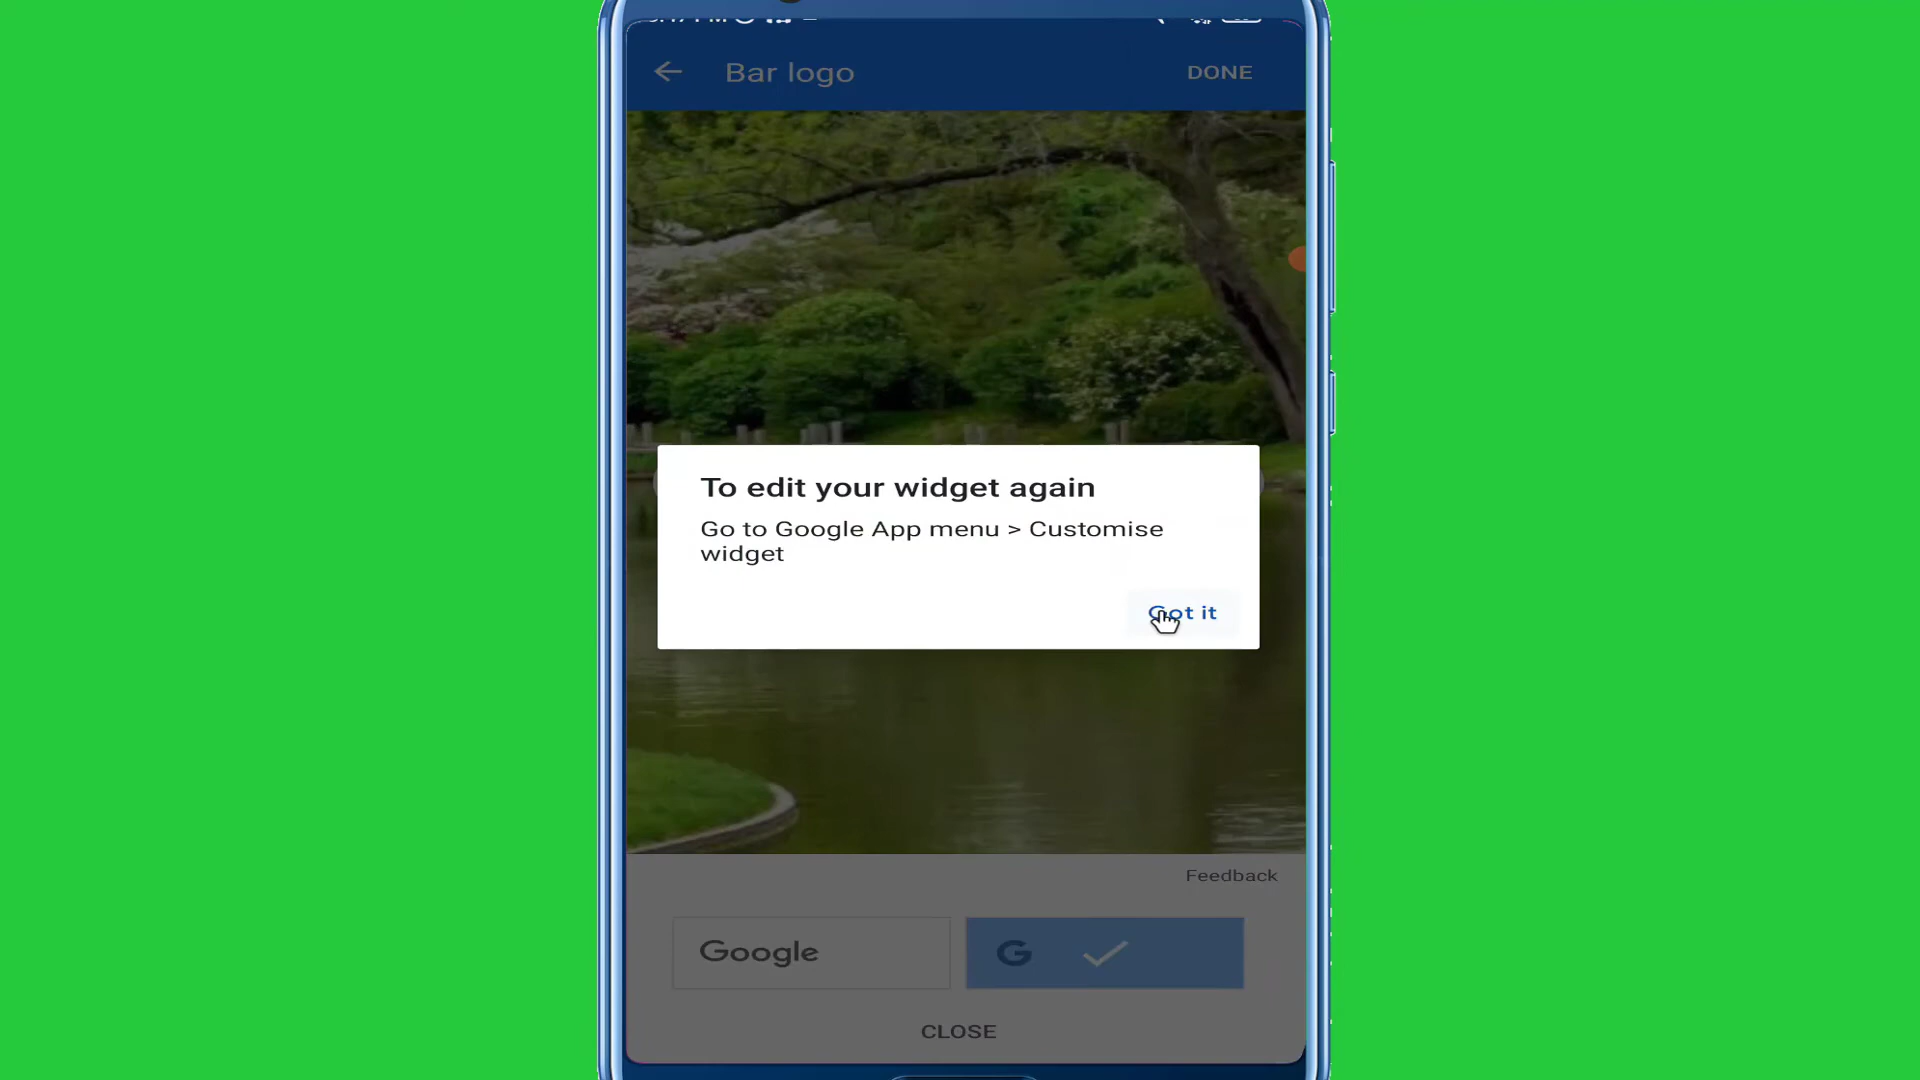 Bar logo
DONE
To edit your widget again
Go to Google App menu > Customise
widget
Got it
Feedback
Google
G
CLOSE